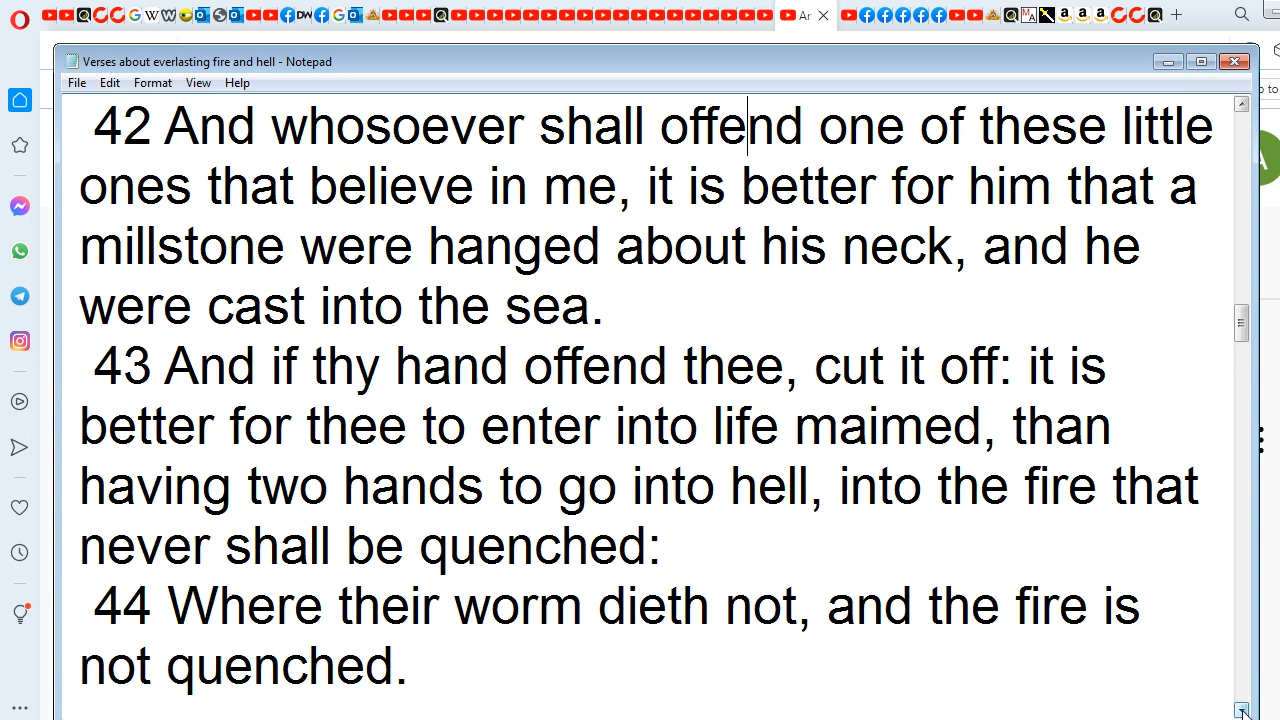 Ar
Verses about everlasting fire and hell - Notepad
File Edit Format View Help
42 And whosoever shall offend one of these little
ones that believe in me, it is better for him that a
millstone were hanged about his neck, and he
were cast into the sea.
43 And if thy hand offend thee, cut it off: it is
better for thee to enter into life maimed, than
having two hands to go into hell, into the fire that
never shall be quenched:
44 Where their worm dieth not, and the fire is
not quenched.